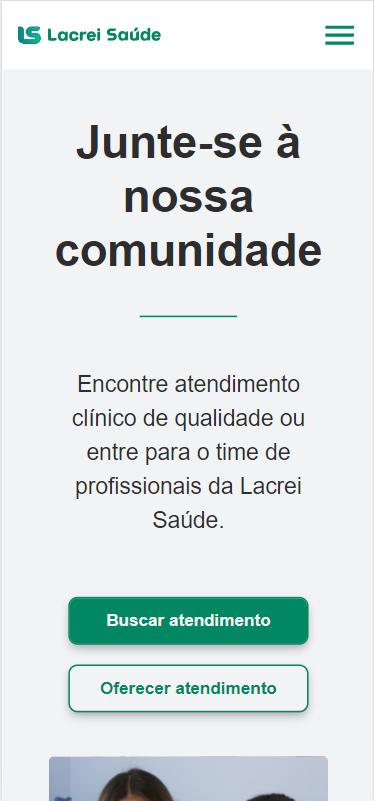 LS Lacrei Saúde
Junte-se à
nossa
comunidade
Encontre atendimento
clínico de qualidade ou
entre para o time de
profissionais da Lacrei
Saúde.
Buscar atendimento
Oferecer atendimento